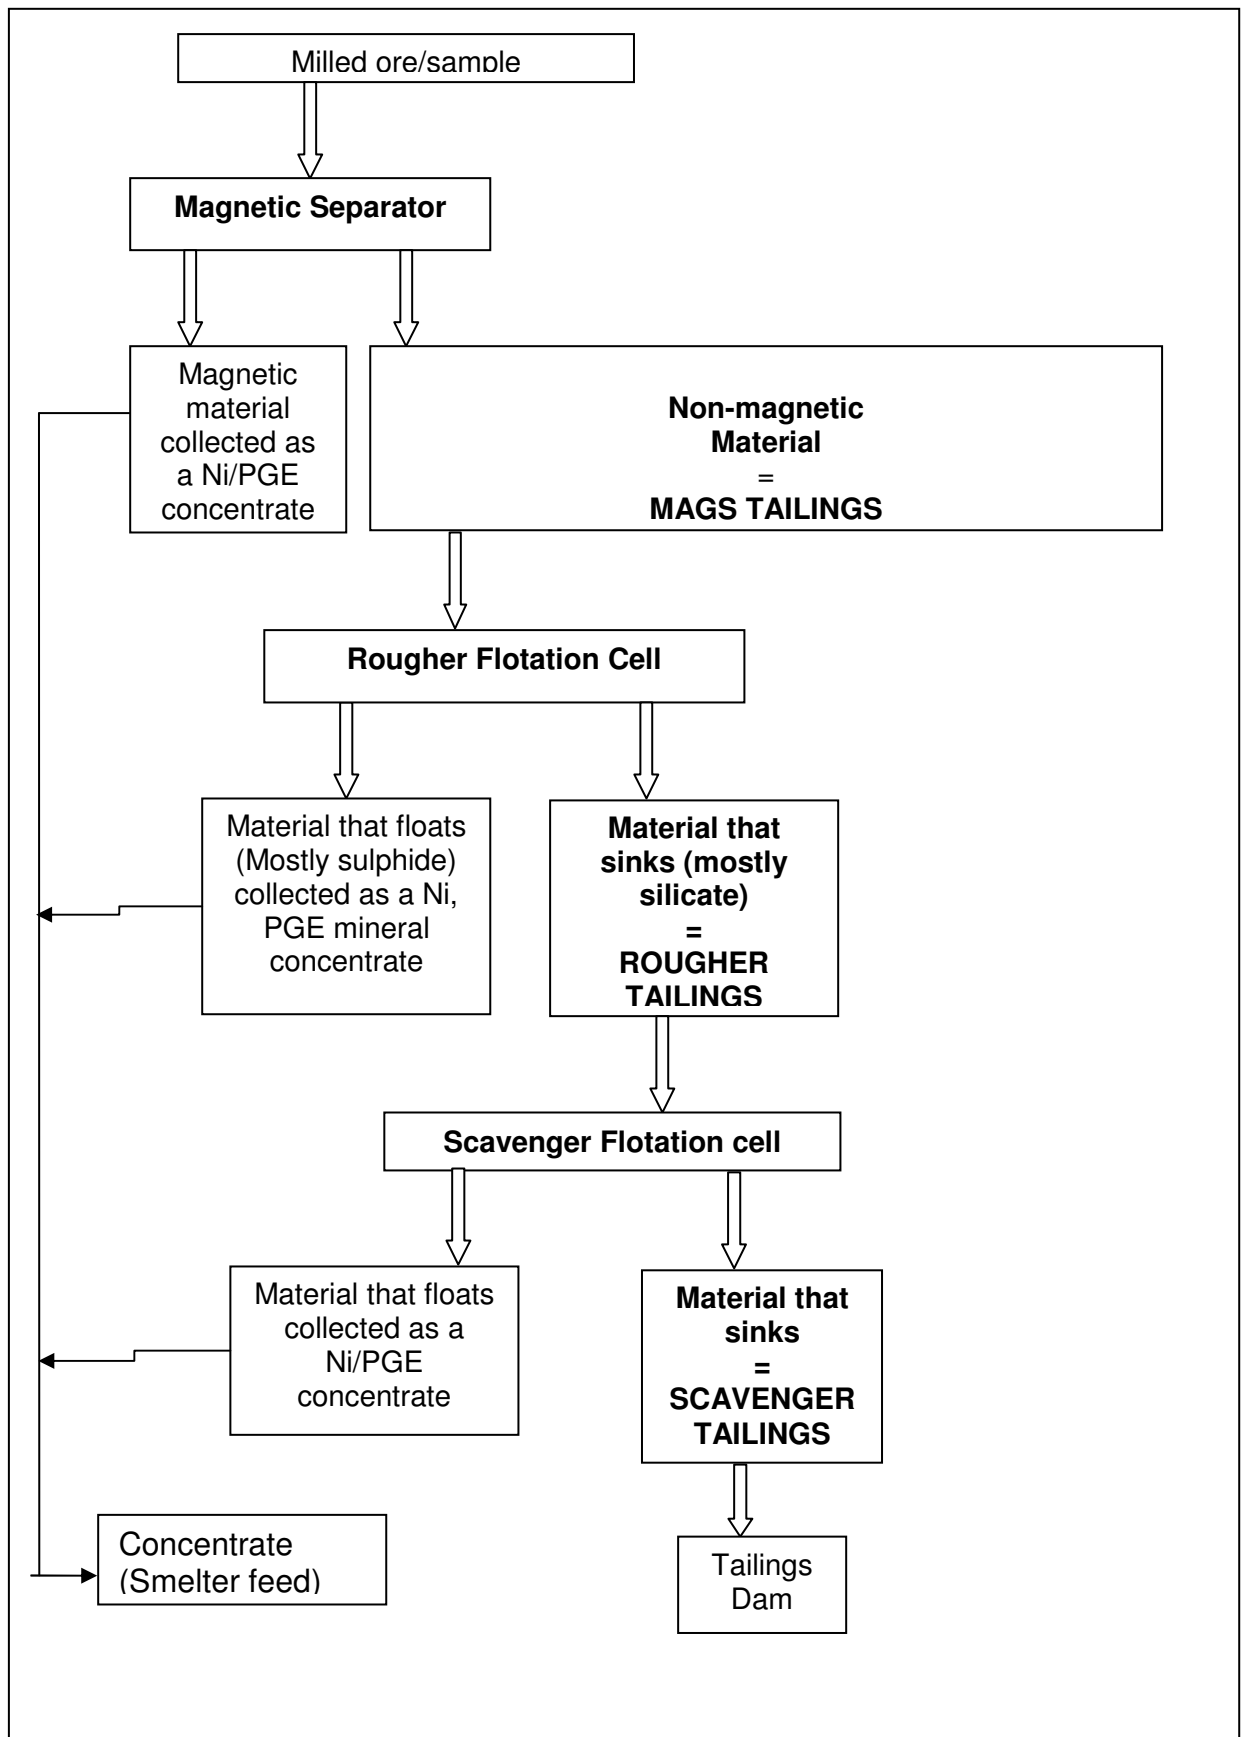 Milled ore/sample
Magnetic Separator
Magnetic
material
collected as
a Ni/PGE
concentrate
Non-magnetic
Material
=
MAGS TAILINGS
Rougher Flotation Cell
Material that floats
(Mostly sulphide)
collected as a Ni,
PGE mineral
concentrate
Material that
sinks (mostly
silicate)
=
ROUGHER
TAILINGS
Scavenger Flotation cell
Material that floats
collected as a
Ni/PGE
concentrate
Material that
sinks
=
SCAVENGER
TAILINGS
Concentrate
(Smelter feed)
Tailings
Dam